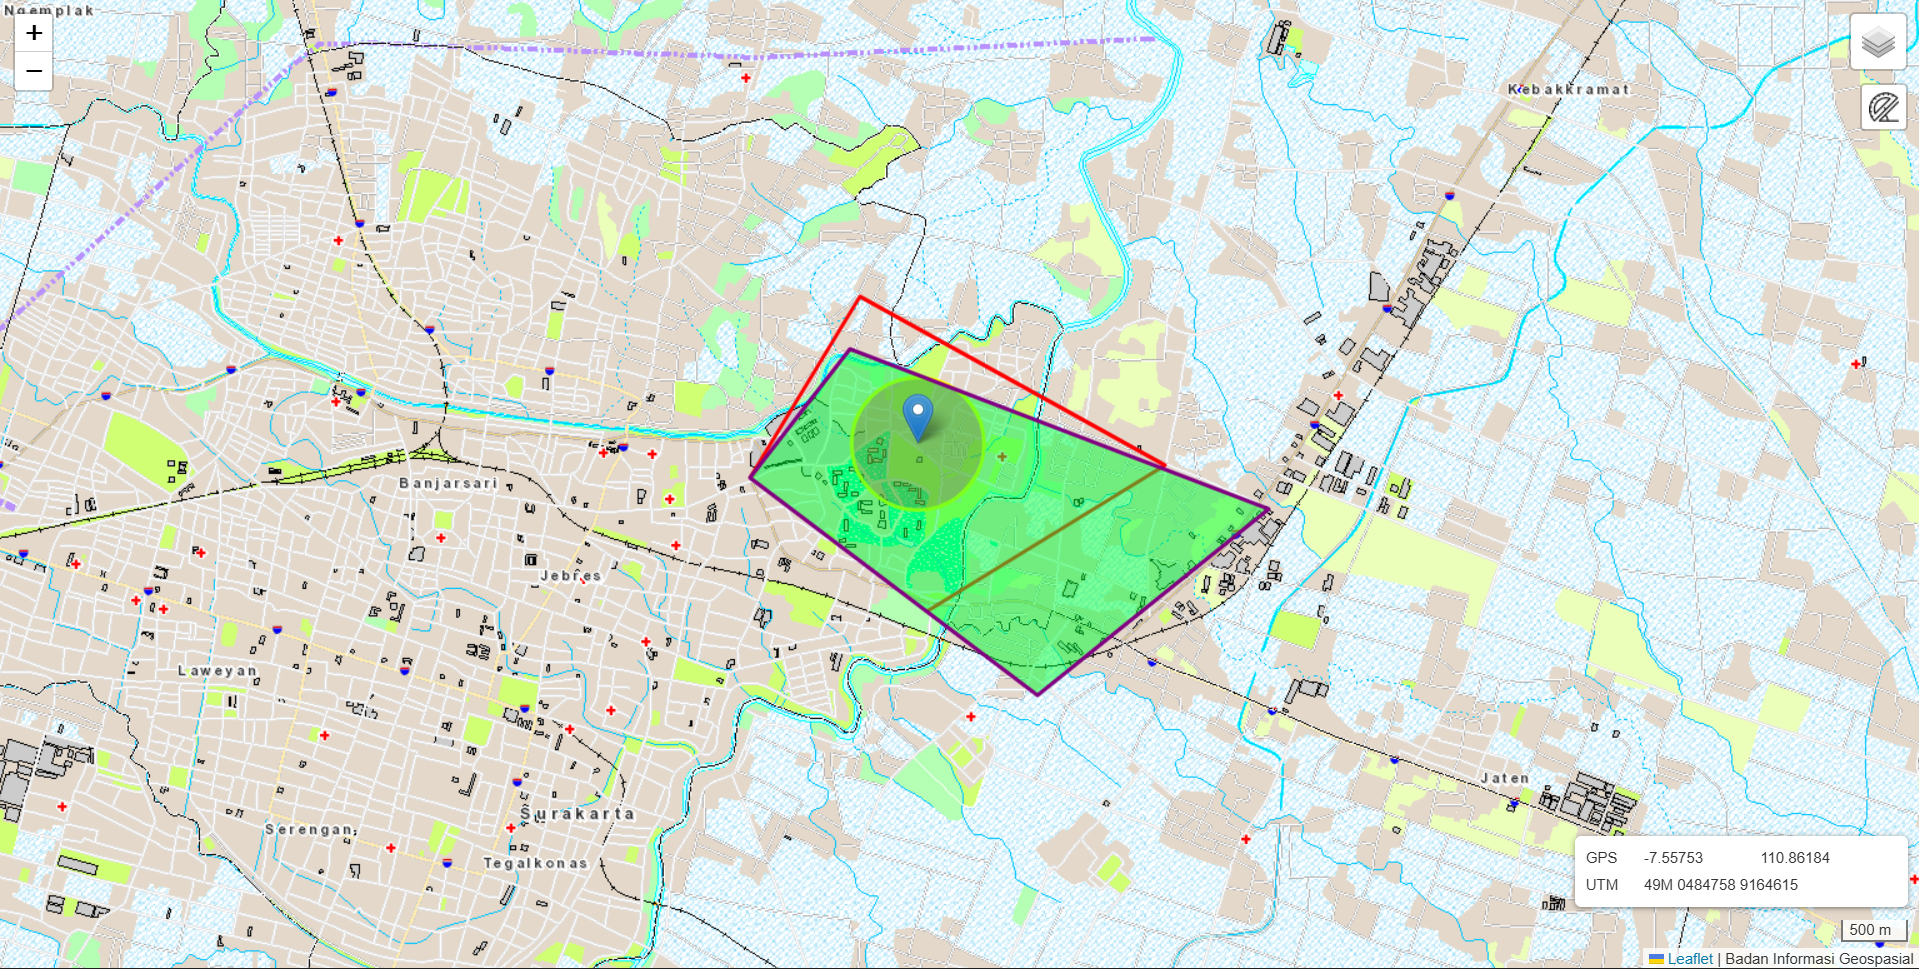 Ngemplak
+
−
Kebakkramat
Banjarsari
Jebres
Laweyan
Jaten
Surakarta
Serengan
Tegalkonas
GPS -7.55753 110.86184
UTM 49M 0484758 9164615
500 m
Leaflet | Badan Informasi Geospasial